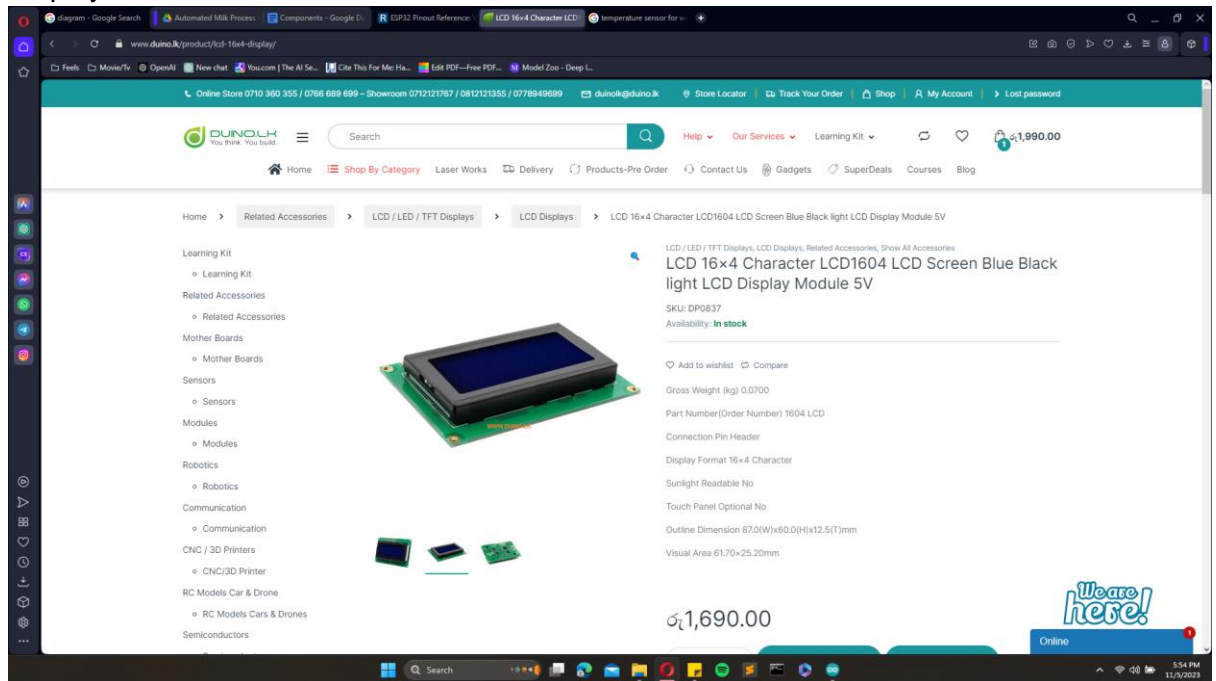 diagram - Google Search
Automated Milk Process -
Components - Google Do
ESP32 Pinout Reference:
LCD 16×4 Character LCD1
temperature sensor for w
www.duino.lk/product/lcd-16x4-display/
Feels
Movie/Tv
OpenAI
New chat
You.com | The AI Se...
Cite This For Me: Ha...
Edit PDF—Free PDF...
Model Zoo - Deep L...
Online Store 0710 360 355 / 0766 689 699 – Showroom 0712121767 / 0812121355 / 0778949699
duinolk@duino.lk
Store Locator
Track Your Order
Shop
My Account
Lost password
DUINO.LK
You think. You build.
Search
Help
Our Services
Learning Kit
1
රු1,990.00
Home
Shop By Category
Laser Works
Delivery
Products-Pre Order
Contact Us
Gadgets
SuperDeals
Courses
Blog
Home > Related Accessories > LCD / LED / TFT Displays > LCD Displays > LCD 16×4 Character LCD1604 LCD Screen Blue Black light LCD Display Module 5V
Learning Kit
Learning Kit
Related Accessories
Related Accessories
Mother Boards
Mother Boards
Sensors
Sensors
Modules
Modules
Robotics
Robotics
Communication
Communication
CNC / 3D Printers
CNC/3D Printer
RC Models Car & Drone
RC Models Cars & Drones
Semiconductors
WWW.DUINO.LK
LCD / LED / TFT Displays, LCD Displays, Related Accessories, Show All Accessories
LCD 16×4 Character LCD1604 LCD Screen Blue Black
light LCD Display Module 5V
SKU: DP0837
Availability: In stock
Add to wishlist
Compare
Gross Weight (kg) 0.0700
Part Number(Order Number) 1604 LCD
Connection Pin Header
Display Format 16×4 Character
Sunlight Readable No
Touch Panel Optional No
Outline Dimension 87.0(W)x60.0(H)x12.5(T)mm
Visual Area 61.70×25.20mm
රු1,690.00
We are
here!
Online
1
Search
5:54 PM
11/5/2023